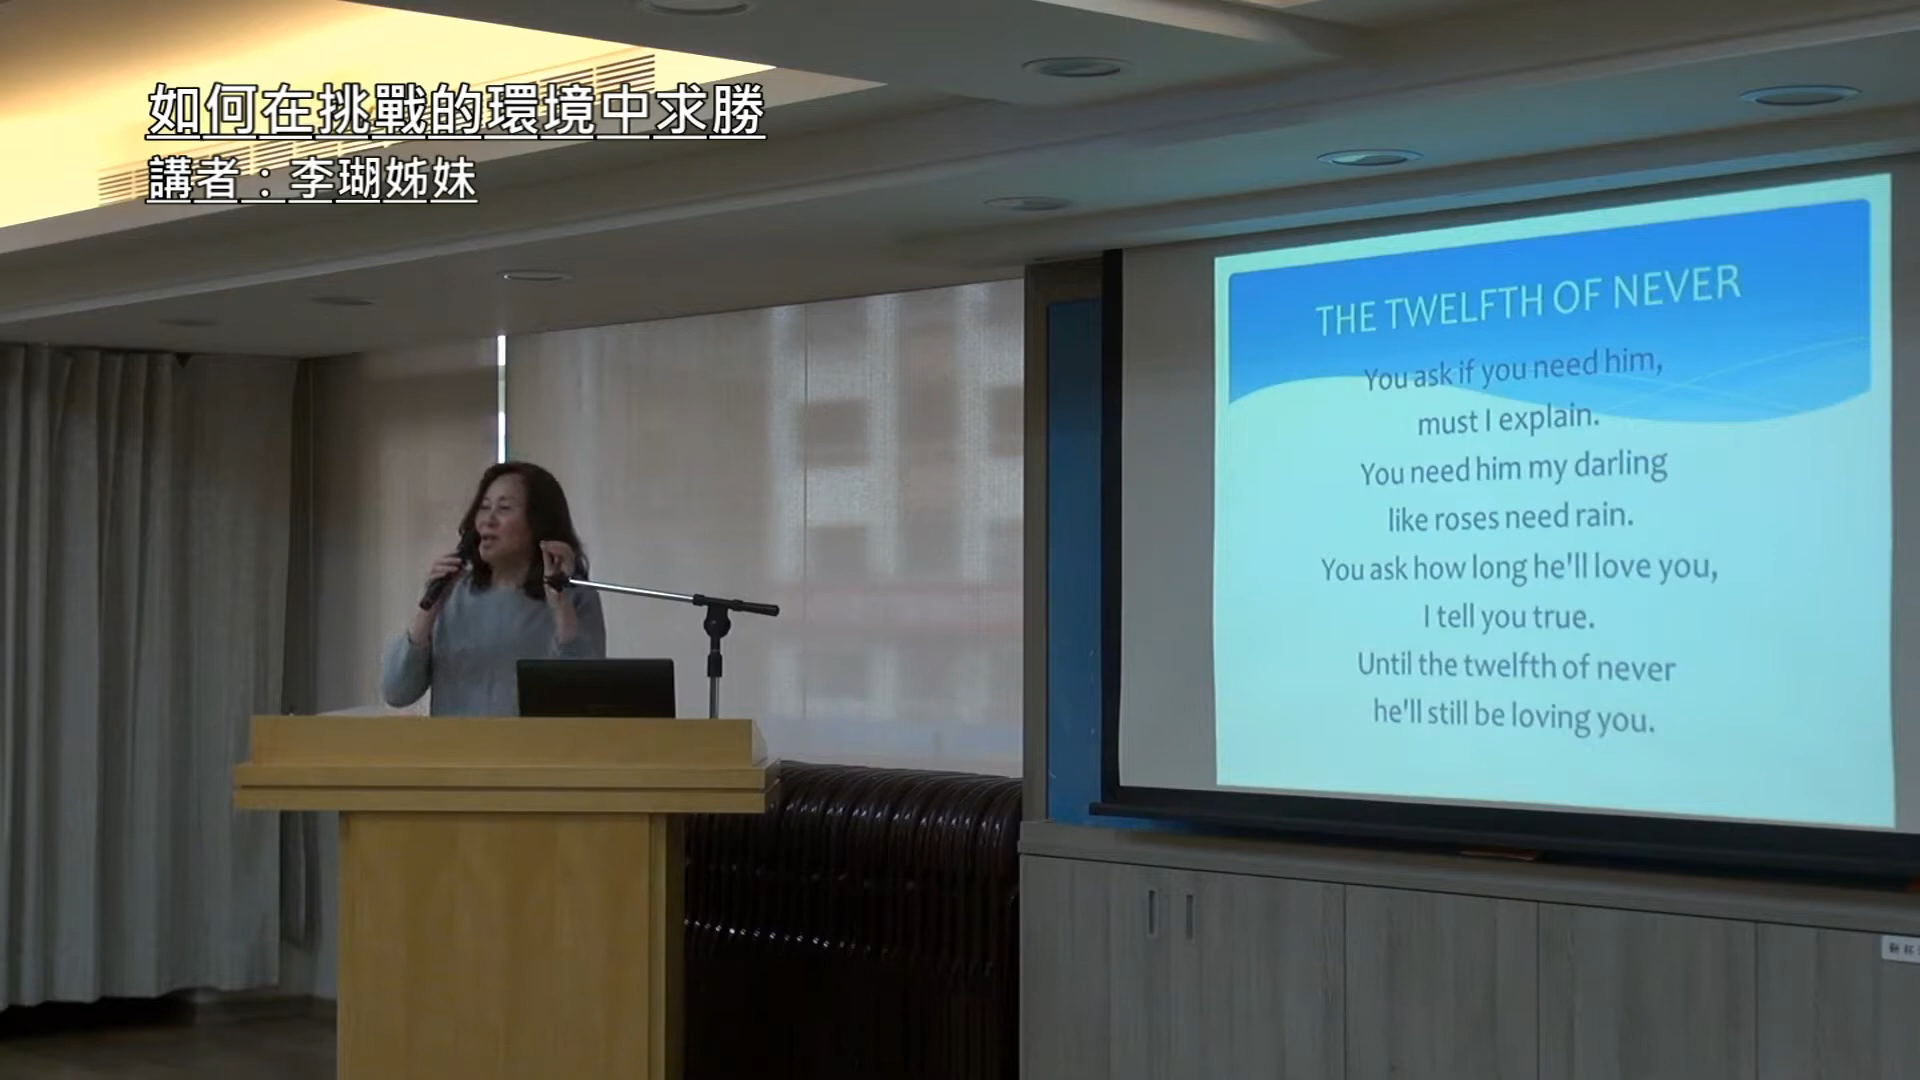 如何在挑戰的環境中求勝
講者：李瑚姊妹
THE TWELFTH OF NEVER
You ask if you need him,
must I explain.
You need him my darling
like roses need rain.
You ask how long he'll love you,
I tell you true.
Until the twelfth of never
he'll still be loving you.